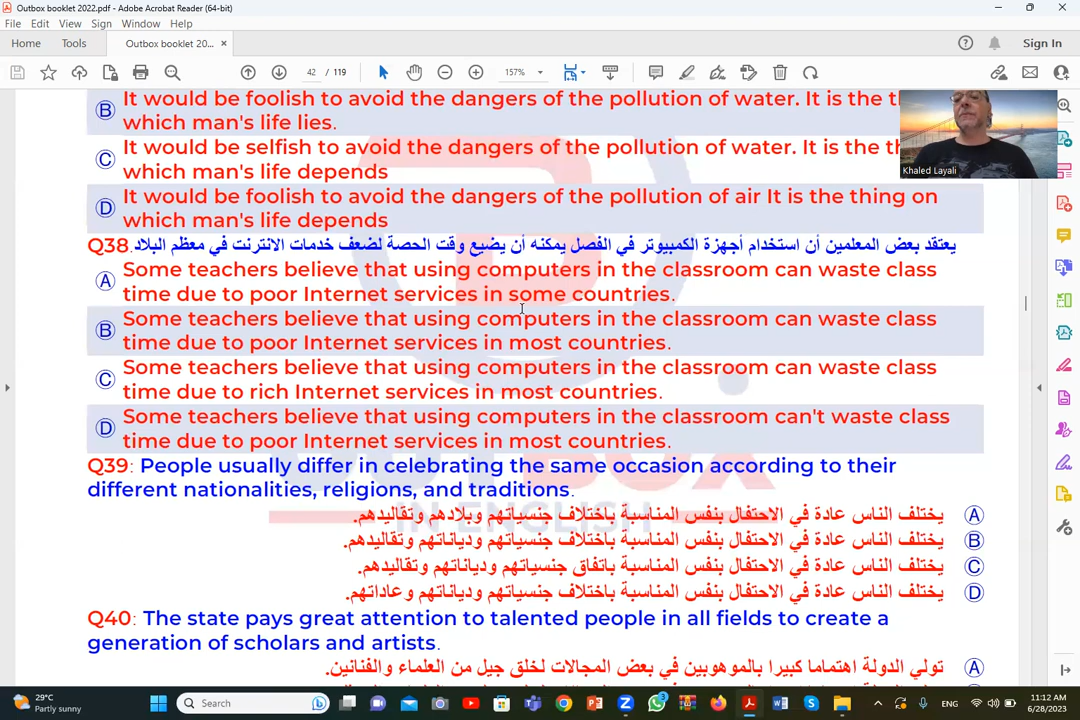 Outbox booklet 2022.pdf - Adobe Acrobat Reader (64-bit)
File Edit View Sign Window Help
Home Tools Outbox booklet 20... × Sign In
42 / 119 157%
B It would be foolish to avoid the dangers of the pollution of water. It is the
which man's life lies.
C It would be selfish to avoid the dangers of the pollution of water. It is the
which man's life depends
D It would be foolish to avoid the dangers of the pollution of air It is the thing on
which man's life depends
Khaled Layali
Q38. يعتقد بعض المعلمين أن استخدام أجهزة الكمبيوتر في الفصل يمكنه أن يضيع وقت الحصة لضعف خدمات الانترنت في معظم البلاد
A Some teachers believe that using computers in the classroom can waste class
time due to poor Internet services in some countries.
B Some teachers believe that using computers in the classroom can waste class
time due to poor Internet services in most countries.
C Some teachers believe that using computers in the classroom can waste class
time due to rich Internet services in most countries.
D Some teachers believe that using computers in the classroom can't waste class
time due to poor Internet services in most countries.
Q39: People usually differ in celebrating the same occasion according to their
different nationalities, religions, and traditions.
A يختلف الناس عادة في الاحتفال بنفس المناسبة باختلاف جنسياتهم وبلادهم وتقاليدهم.
B يختلف الناس عادة في الاحتفال بنفس المناسبة باختلاف جنسياتهم ودياناتهم وتقاليدهم.
C يختلف الناس عادة في الاحتفال بنفس المناسبة باتفاق جنسياتهم ودياناتهم وتقاليدهم.
D يختلف الناس عادة في الاحتفال بنفس المناسبة باختلاف جنسياتهم ودياناتهم وعاداتهم.
IN ENGLISH
Q40: The state pays great attention to talented people in all fields to create a
generation of scholars and artists.
A تولي الدولة اهتماما كبيرا بالموهوبين في بعض المجالات لخلق جيل من العلماء والفنانين.
29°C
Partly sunny
Search
3
ENG
11:12 AM
6/28/2023